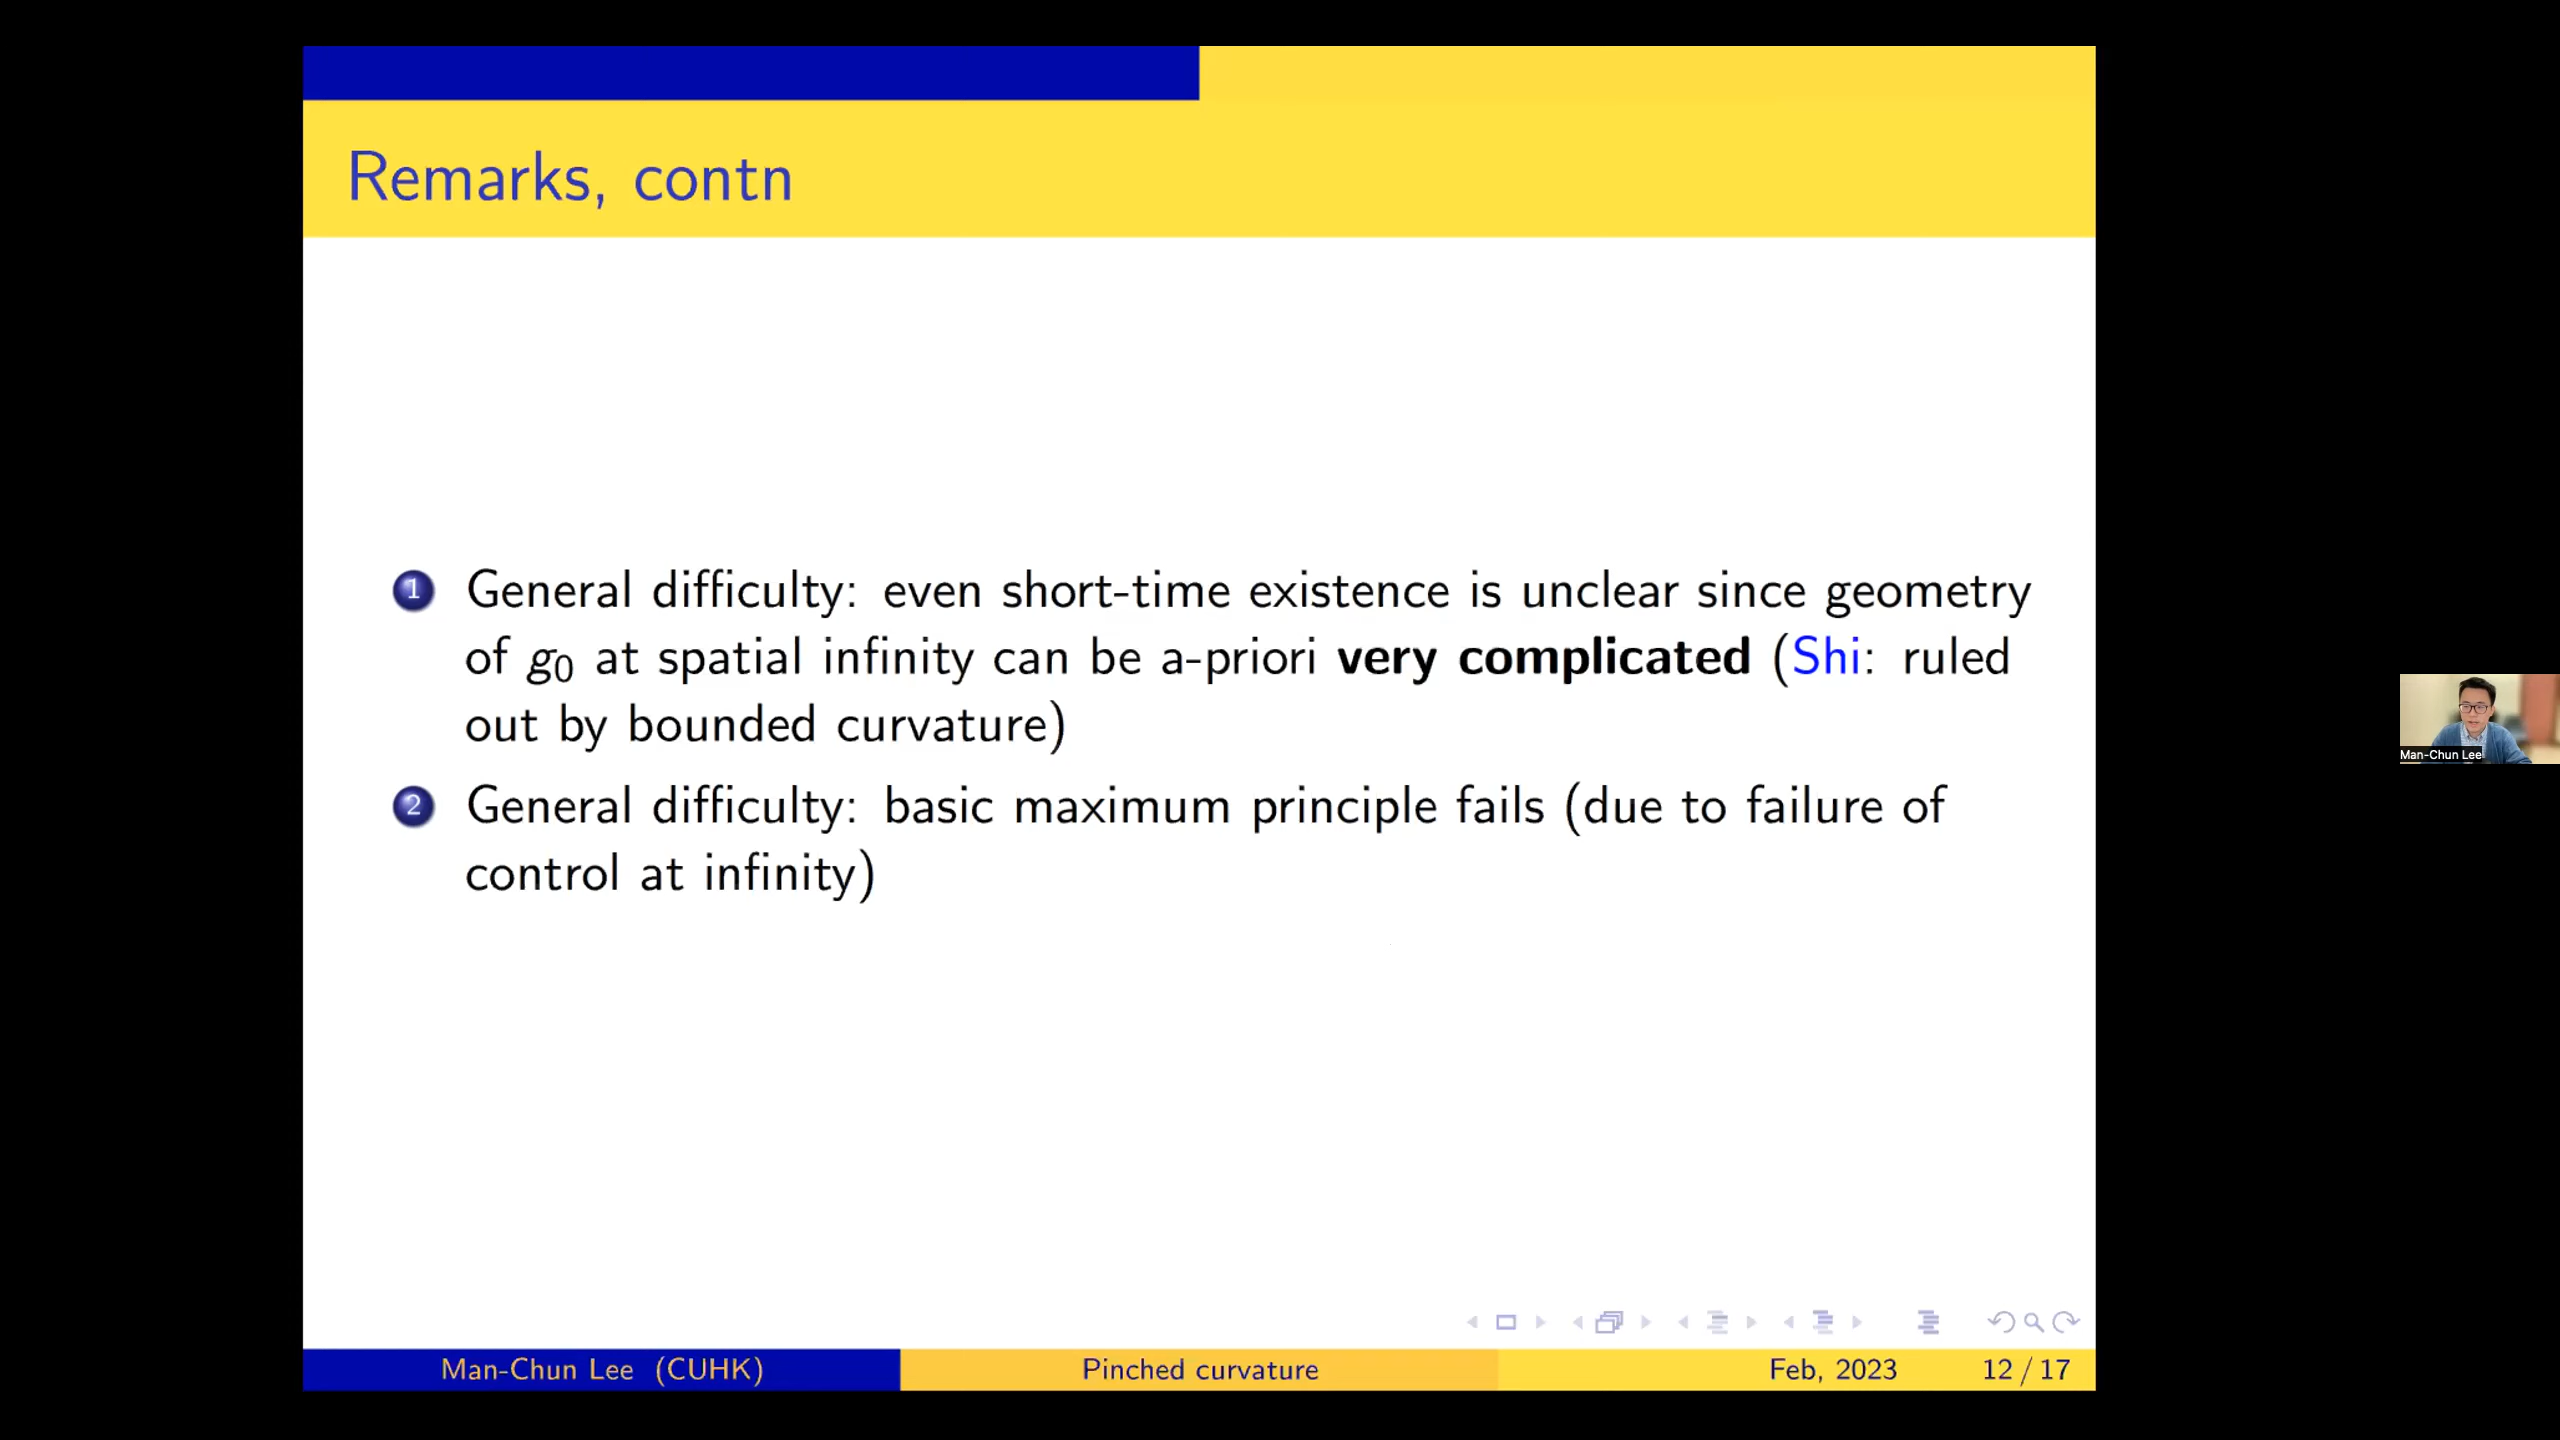 Remarks, contn
1 General difficulty: even short-time existence is unclear since geometry
of g₀ at spatial infinity can be a-priori very complicated (Shi: ruled
out by bounded curvature)
2 General difficulty: basic maximum principle fails (due to failure of
control at infinity)
Man-Chun Lee
Man-Chun Lee (CUHK) Pinched curvature Feb, 2023 12 / 17